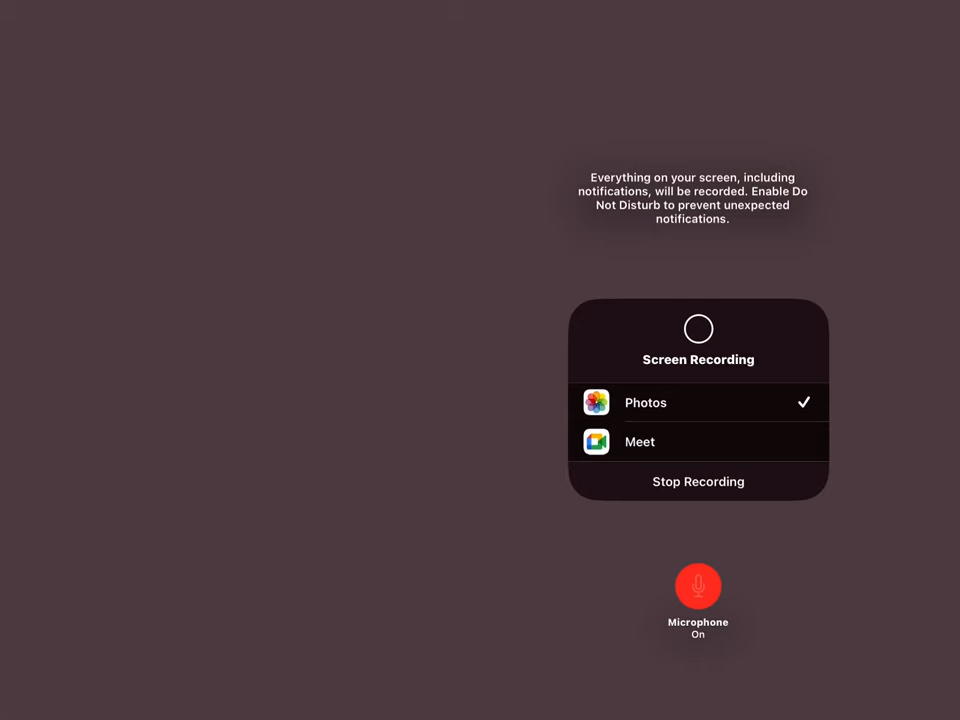 Everything on your screen, including
notifications, will be recorded. Enable Do
Not Disturb to prevent unexpected
notifications.
Screen Recording
Photos
Meet
Stop Recording
Microphone
On